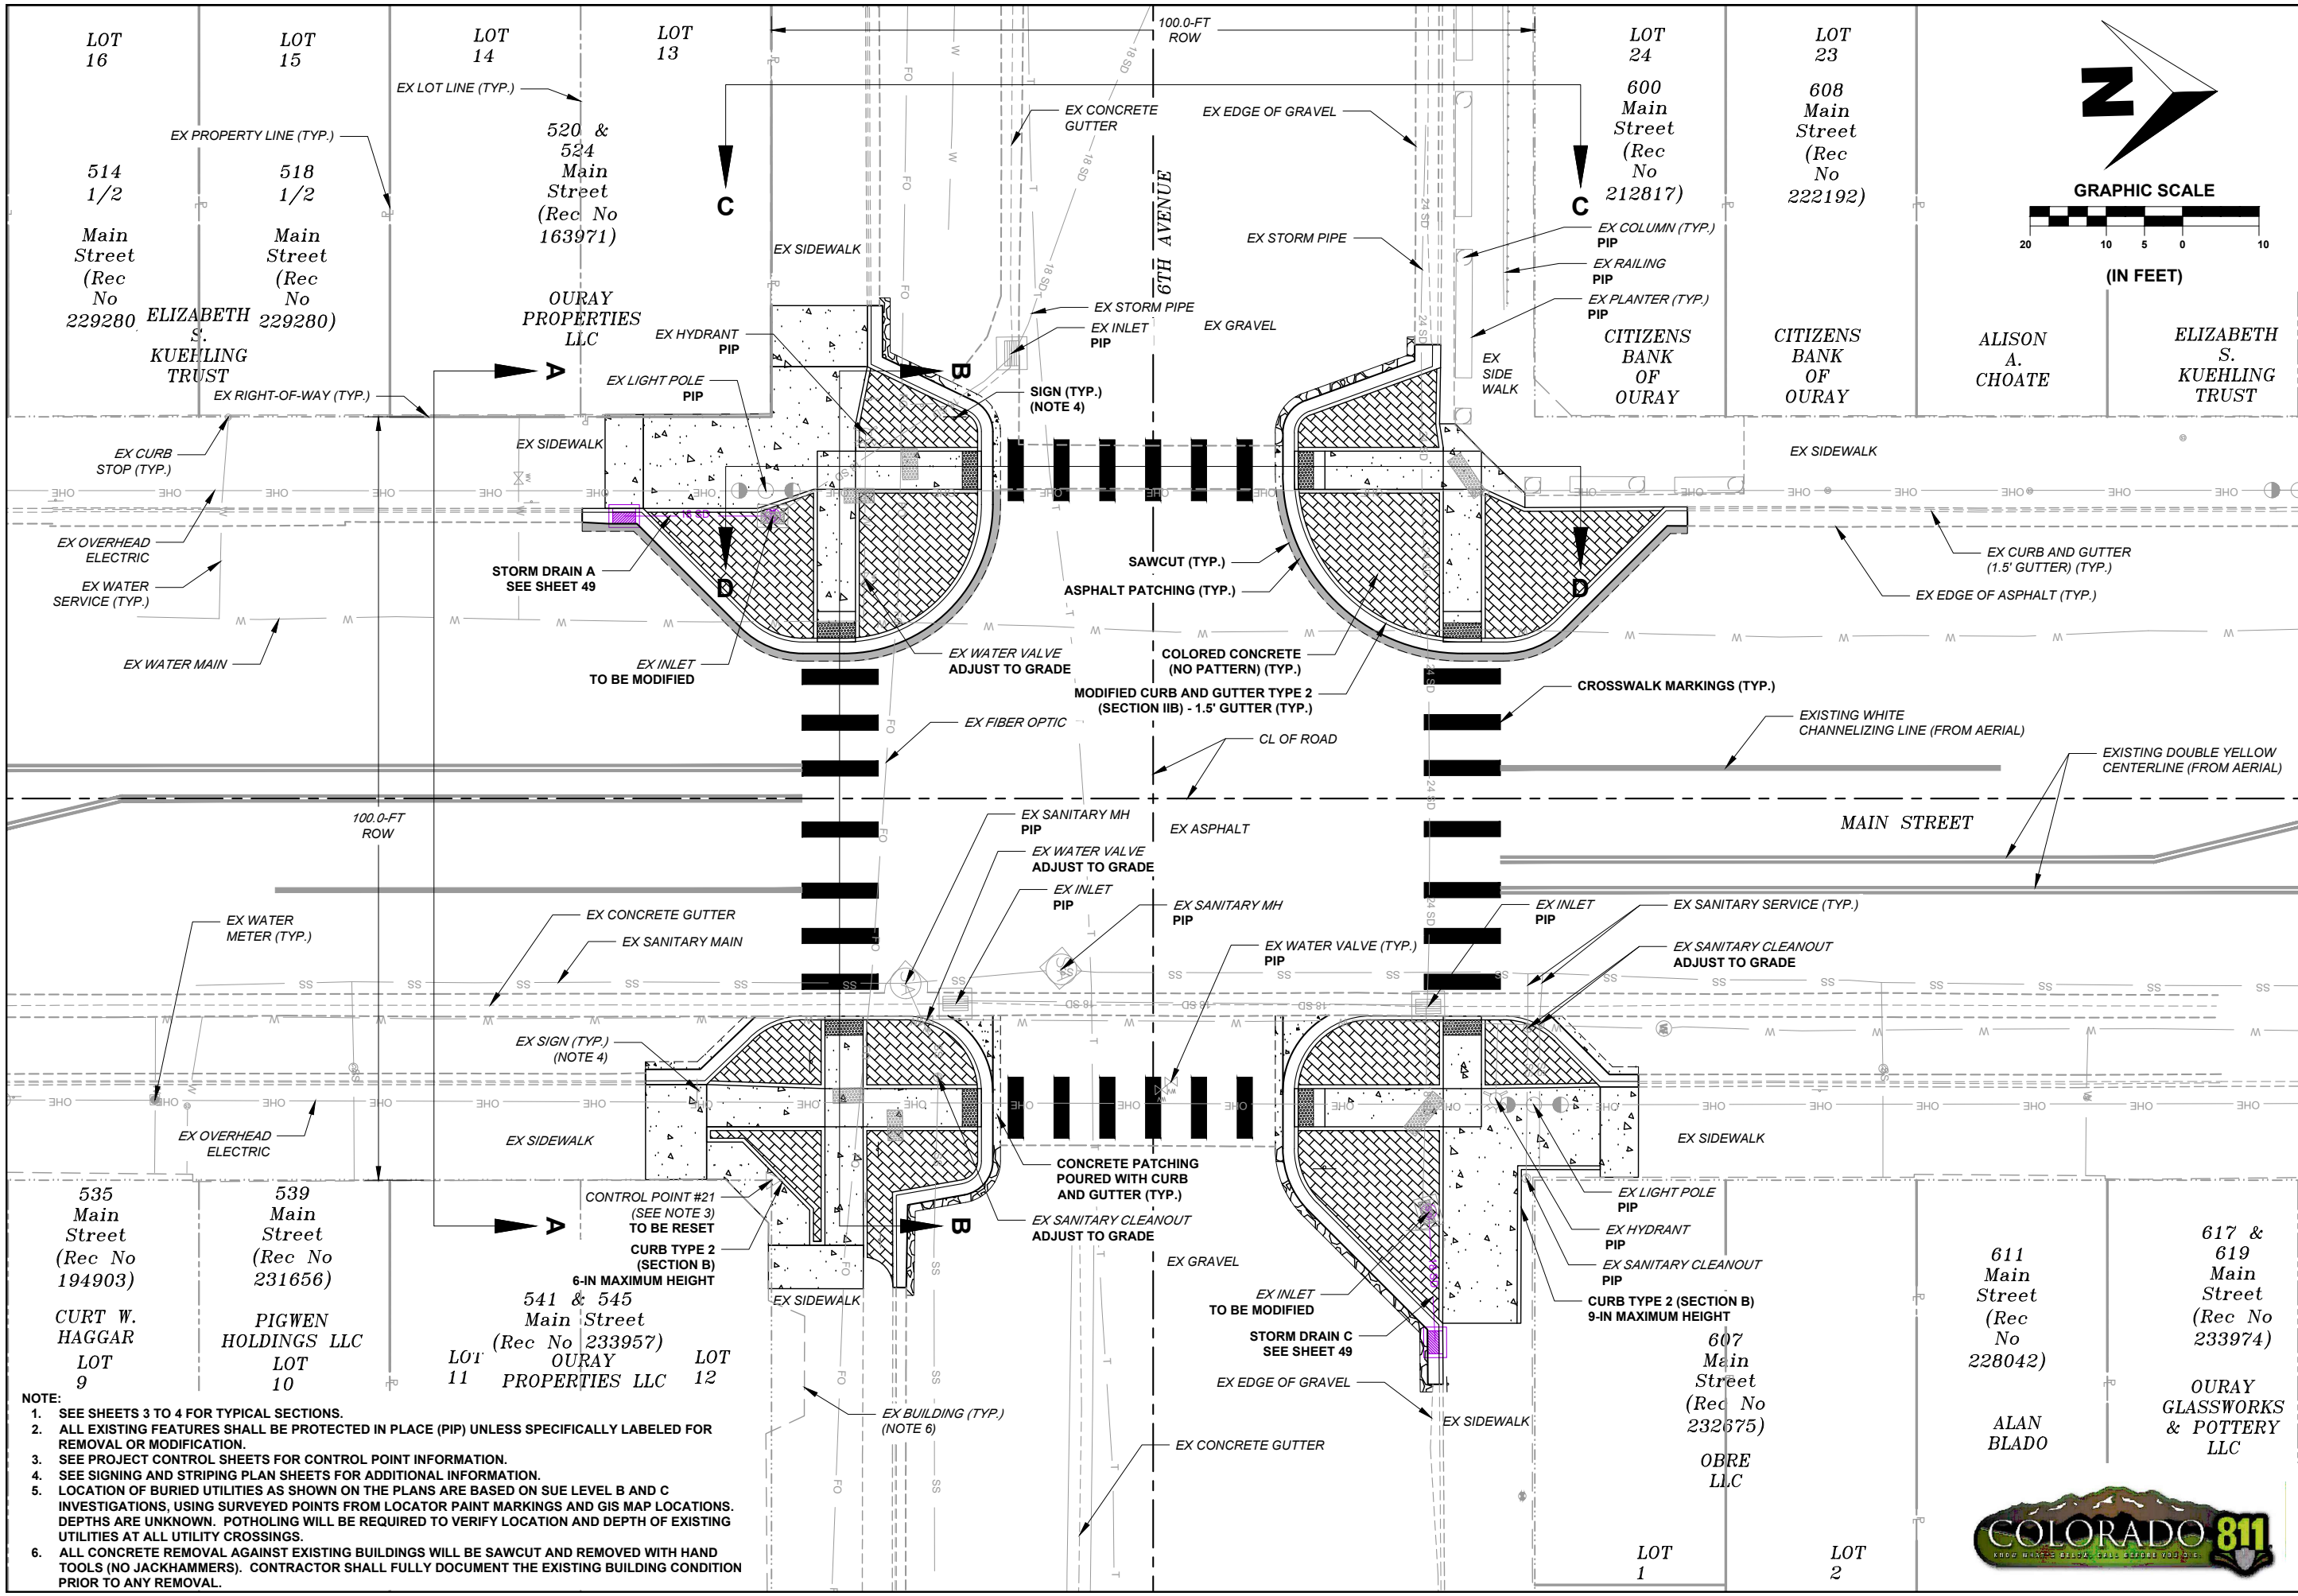 LOT
16
LOT
15
LOT
14
LOT
13
100.0-FT
ROW
LOT
24
LOT
23
EX LOT LINE (TYP.)
EX PROPERTY LINE (TYP.)
514
1/2
Main
Street
(Rec
No
229280
518
1/2
Main
Street
(Rec
No
229280)
ELIZABETH
S.
KUEHLING
TRUST
520 &
524
Main
Street
(Rec No
163971)
OURAY
PROPERTIES
LLC
EX CONCRETE
GUTTER
EX EDGE OF GRAVEL
600
Main
Street
(Rec
No
212817)
608
Main
Street
(Rec
No
222192)
N
GRAPHIC SCALE
20 10 5 0 10
(IN FEET)
C
C
6TH AVENUE
EX SIDEWALK
EX STORM PIPE
EX COLUMN (TYP.)
PIP
EX RAILING
PIP
EX PLANTER (TYP.)
PIP
EX STORM PIPE
EX INLET
PIP
EX GRAVEL
EX HYDRANT
PIP
EX LIGHT POLE
PIP
EX RIGHT-OF-WAY (TYP.)
A
B
SIGN (TYP.)
(NOTE 4)
EX
SIDE
WALK
CITIZENS
BANK
OF
OURAY
CITIZENS
BANK
OF
OURAY
ALISON
A.
CHOATE
ELIZABETH
S.
KUEHLING
TRUST
EX CURB
STOP (TYP.)
EX SIDEWALK
EX SIDEWALK
EX OVERHEAD
ELECTRIC
EX WATER
SERVICE (TYP.)
STORM DRAIN A
SEE SHEET 49
D
D
SAWCUT (TYP.)
ASPHALT PATCHING (TYP.)
EX CURB AND GUTTER
(1.5' GUTTER) (TYP.)
EX EDGE OF ASPHALT (TYP.)
EX WATER MAIN
EX INLET
TO BE MODIFIED
EX WATER VALVE
ADJUST TO GRADE
COLORED CONCRETE
(NO PATTERN) (TYP.)
MODIFIED CURB AND GUTTER TYPE 2
(SECTION IIB) - 1.5' GUTTER (TYP.)
CROSSWALK MARKINGS (TYP.)
EX FIBER OPTIC
CL OF ROAD
EXISTING WHITE
CHANNELIZING LINE (FROM AERIAL)
EXISTING DOUBLE YELLOW
CENTERLINE (FROM AERIAL)
100.0-FT
ROW
EX SANITARY MH
PIP
EX ASPHALT
MAIN STREET
EX WATER VALVE
ADJUST TO GRADE
EX INLET
PIP
EX SANITARY MH
PIP
EX INLET
PIP
EX SANITARY SERVICE (TYP.)
EX WATER
METER (TYP.)
EX CONCRETE GUTTER
EX SANITARY MAIN
EX WATER VALVE (TYP.)
PIP
EX SANITARY CLEANOUT
ADJUST TO GRADE
EX SIGN (TYP.)
(NOTE 4)
EX OVERHEAD
ELECTRIC
EX SIDEWALK
EX SIDEWALK
CONCRETE PATCHING
POURED WITH CURB
AND GUTTER (TYP.)
CONTROL POINT #21
(SEE NOTE 3)
TO BE RESET
A
B
EX SANITARY CLEANOUT
ADJUST TO GRADE
EX LIGHT POLE
PIP
EX HYDRANT
PIP
EX SANITARY CLEANOUT
PIP
CURB TYPE 2 (SECTION B)
9-IN MAXIMUM HEIGHT
CURB TYPE 2
(SECTION B)
6-IN MAXIMUM HEIGHT
EX GRAVEL
EX INLET
TO BE MODIFIED
STORM DRAIN C
SEE SHEET 49
EX SIDEWALK
535
Main
Street
(Rec No
194903)
CURT W.
HAGGAR
LOT
9
539
Main
Street
(Rec No
231656)
PIGWEN
HOLDINGS LLC
LOT
10
541 & 545
Main Street
(Rec No 233957)
OURAY
PROPERTIES LLC
LOT
11
LOT
12
EX EDGE OF GRAVEL
EX SIDEWALK
EX BUILDING (TYP.)
(NOTE 6)
EX CONCRETE GUTTER
607
Main
Street
(Rec No
232675)
OBRE
LLC
611
Main
Street
(Rec
No
228042)
ALAN
BLADO
617 &
619
Main
Street
(Rec No
233974)
OURAY
GLASSWORKS
& POTTERY
LLC
LOT
1
LOT
2
NOTE:
1. SEE SHEETS 3 TO 4 FOR TYPICAL SECTIONS.
2. ALL EXISTING FEATURES SHALL BE PROTECTED IN PLACE (PIP) UNLESS SPECIFICALLY LABELED FOR
REMOVAL OR MODIFICATION.
3. SEE PROJECT CONTROL SHEETS FOR CONTROL POINT INFORMATION.
4. SEE SIGNING AND STRIPING PLAN SHEETS FOR ADDITIONAL INFORMATION.
5. LOCATION OF BURIED UTILITIES AS SHOWN ON THE PLANS ARE BASED ON SUE LEVEL B AND C
INVESTIGATIONS, USING SURVEYED POINTS FROM LOCATOR PAINT MARKINGS AND GIS MAP LOCATIONS.
DEPTHS ARE UNKNOWN. POTHOLING WILL BE REQUIRED TO VERIFY LOCATION AND DEPTH OF EXISTING
UTILITIES AT ALL UTILITY CROSSINGS.
6. ALL CONCRETE REMOVAL AGAINST EXISTING BUILDINGS WILL BE SAWCUT AND REMOVED WITH HAND
TOOLS (NO JACKHAMMERS). CONTRACTOR SHALL FULLY DOCUMENT THE EXISTING BUILDING CONDITION
PRIOR TO ANY REMOVAL.
COLORADO 811